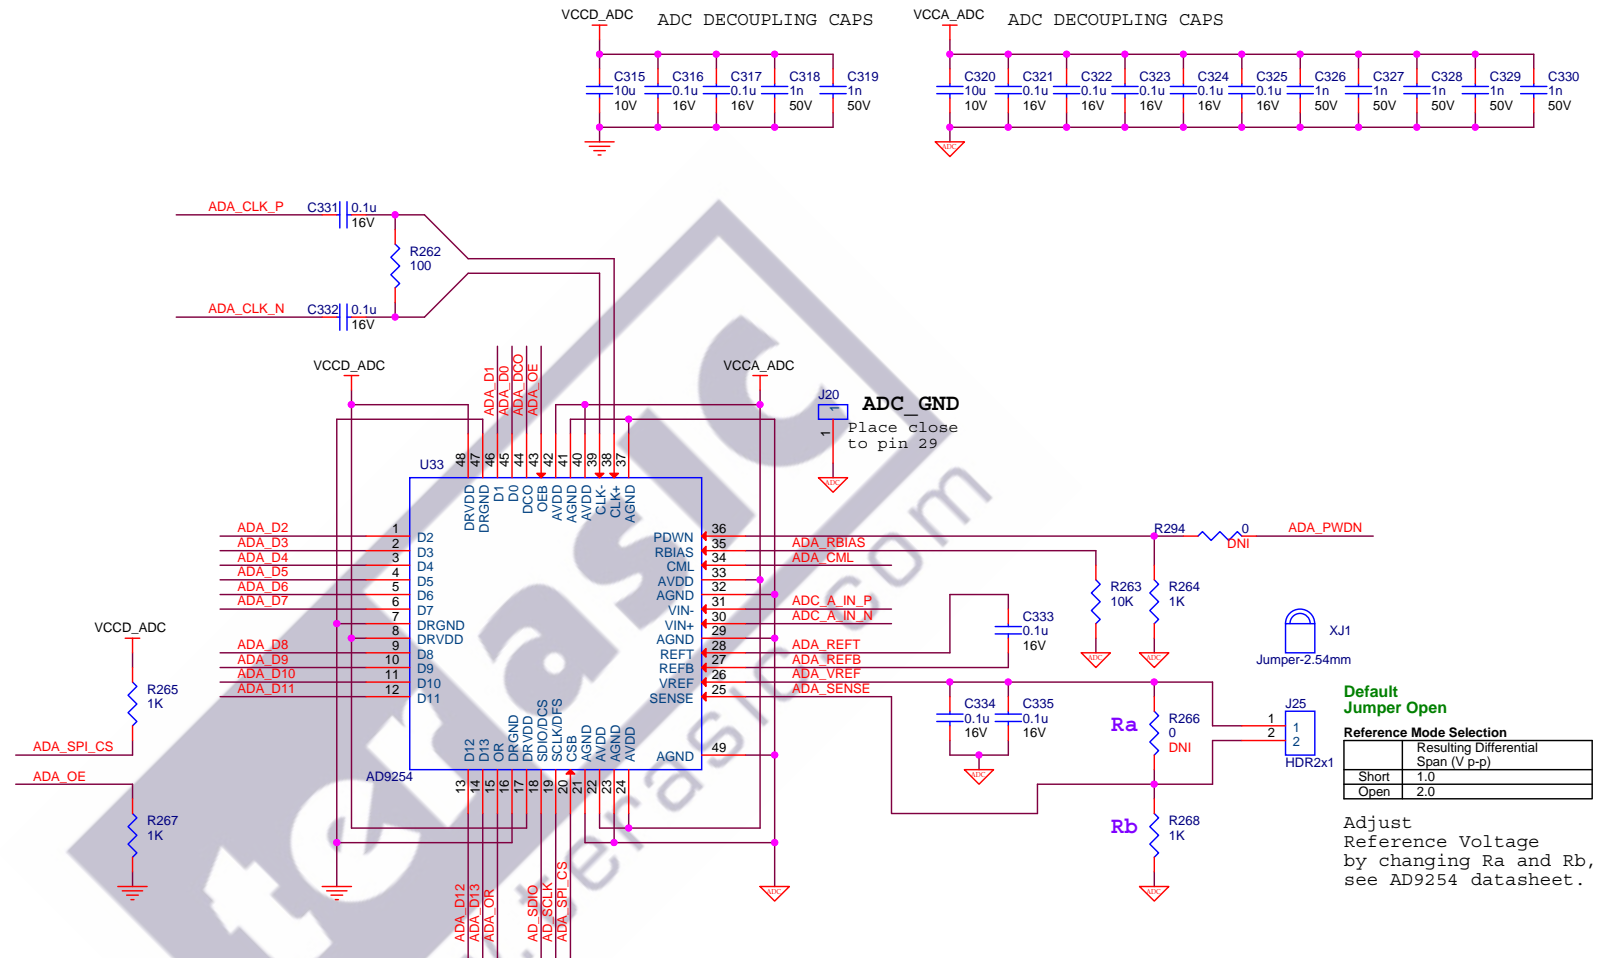 VCCD_ADC ADC DECOUPLING CAPS VCCA_ADC ADC DECOUPLING CAPS
C315 C316 C317 C318 C319 C320 C321 C322 C323 C324 C325 C326 C327 C328 C329 C330
10u 0.1u 0.1u 1n 1n 10u 0.1u 0.1u 0.1u 0.1u 0.1u 1n 1n 1n 1n 1n
10V 16V 16V 50V 50V 10V 16V 16V 16V 16V 16V 50V 50V 50V 50V 50V
ADC
ADA_CLK_P C331 0.1u
16V
R262
100
ADA_CLK_N C332 0.1u
16V
VCCD_ADC VCCA_ADC
ADA_D1
ADA_D0
ADA_DCO
ADA_OE
J20
1
1
ADC_GND
Place close
to pin 29
ADC
U33
48 47 46 45 44 43 42 41 40 39 38 37
DRVDD DRGND D1 D0 DCO OEB AVDD AGND AVDD CLK- CLK+ AGND
ADA_D2 1 D2
ADA_D3 2 D3
ADA_D4 3 D4
ADA_D5 4 D5
ADA_D6 5 D6
ADA_D7 6 D7
7 DRGND
8 DRVDD
ADA_D8 9 D8
ADA_D9 10 D9
ADA_D10 11 D10
ADA_D11 12 D11
PDWN 36
RBIAS 35 ADA_RBIAS
CML 34 ADA_CML
AVDD 33
AGND 32
VIN- 31 ADC_A_IN_P
VIN+ 30 ADC_A_IN_N
AGND 29
REFT 28 ADA_REFT
REFB 27 ADA_REFB
VREF 26 ADA_VREF
SENSE 25 ADA_SENSE
AGND 49
R294 0 ADA_PWDN
DNI
R263
10K
R264
1K
ADC
ADC
C333
0.1u
16V
XJ1
Jumper-2.54mm
VCCD_ADC
R265
1K
ADA_SPI_CS
ADA_OE
R267
1K
D12 D13 OR DRGND DRVDD SDIO/DCS SCLK/DFS CSB AGND AVDD AGND AVDD
AD9254
13 14 15 16 17 18 19 20 21 22 23 24
ADA_D12
ADA_D13
ADA_OR
AD_SDIO
AD_SCLK
ADA_SPI_CS
ADC
C334 C335
0.1u 0.1u
16V 16V
ADC
Ra R266
0
DNI
Rb R268
1K
ADC
J25
1 1
2 2
HDR2x1
Default
Jumper Open
Reference Mode Selection
Resulting Differential
Span (V p-p)
Short 1.0
Open 2.0
Adjust
Reference Voltage
by changing Ra and Rb,
see AD9254 datasheet.
terasic
terasic.com